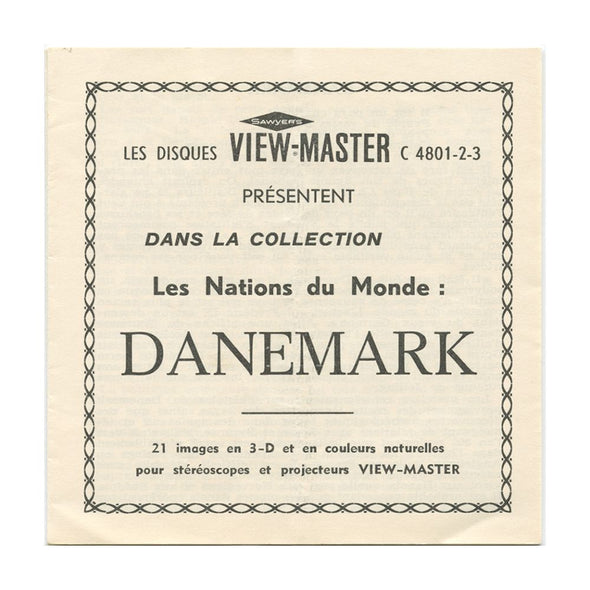 SAWYER'S
LES DISQUES VIEW-MASTER C 4801-2-3
PRÉSENTENT
DANS LA COLLECTION
Les Nations du Monde :
DANEMARK
21 images en 3-D et en couleurs naturelles
pour stéréoscopes et projecteurs VIEW-MASTER